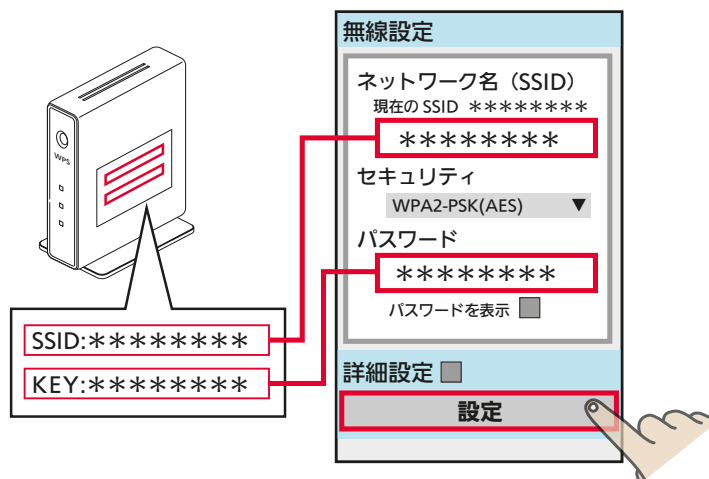 WPS
SSID:********
KEY:********
無線設定
ネットワーク名（SSID）
現在の SSID ********
********
セキュリティ
WPA2-PSK(AES) ▼
パスワード
********
パスワードを表示
詳細設定
設定